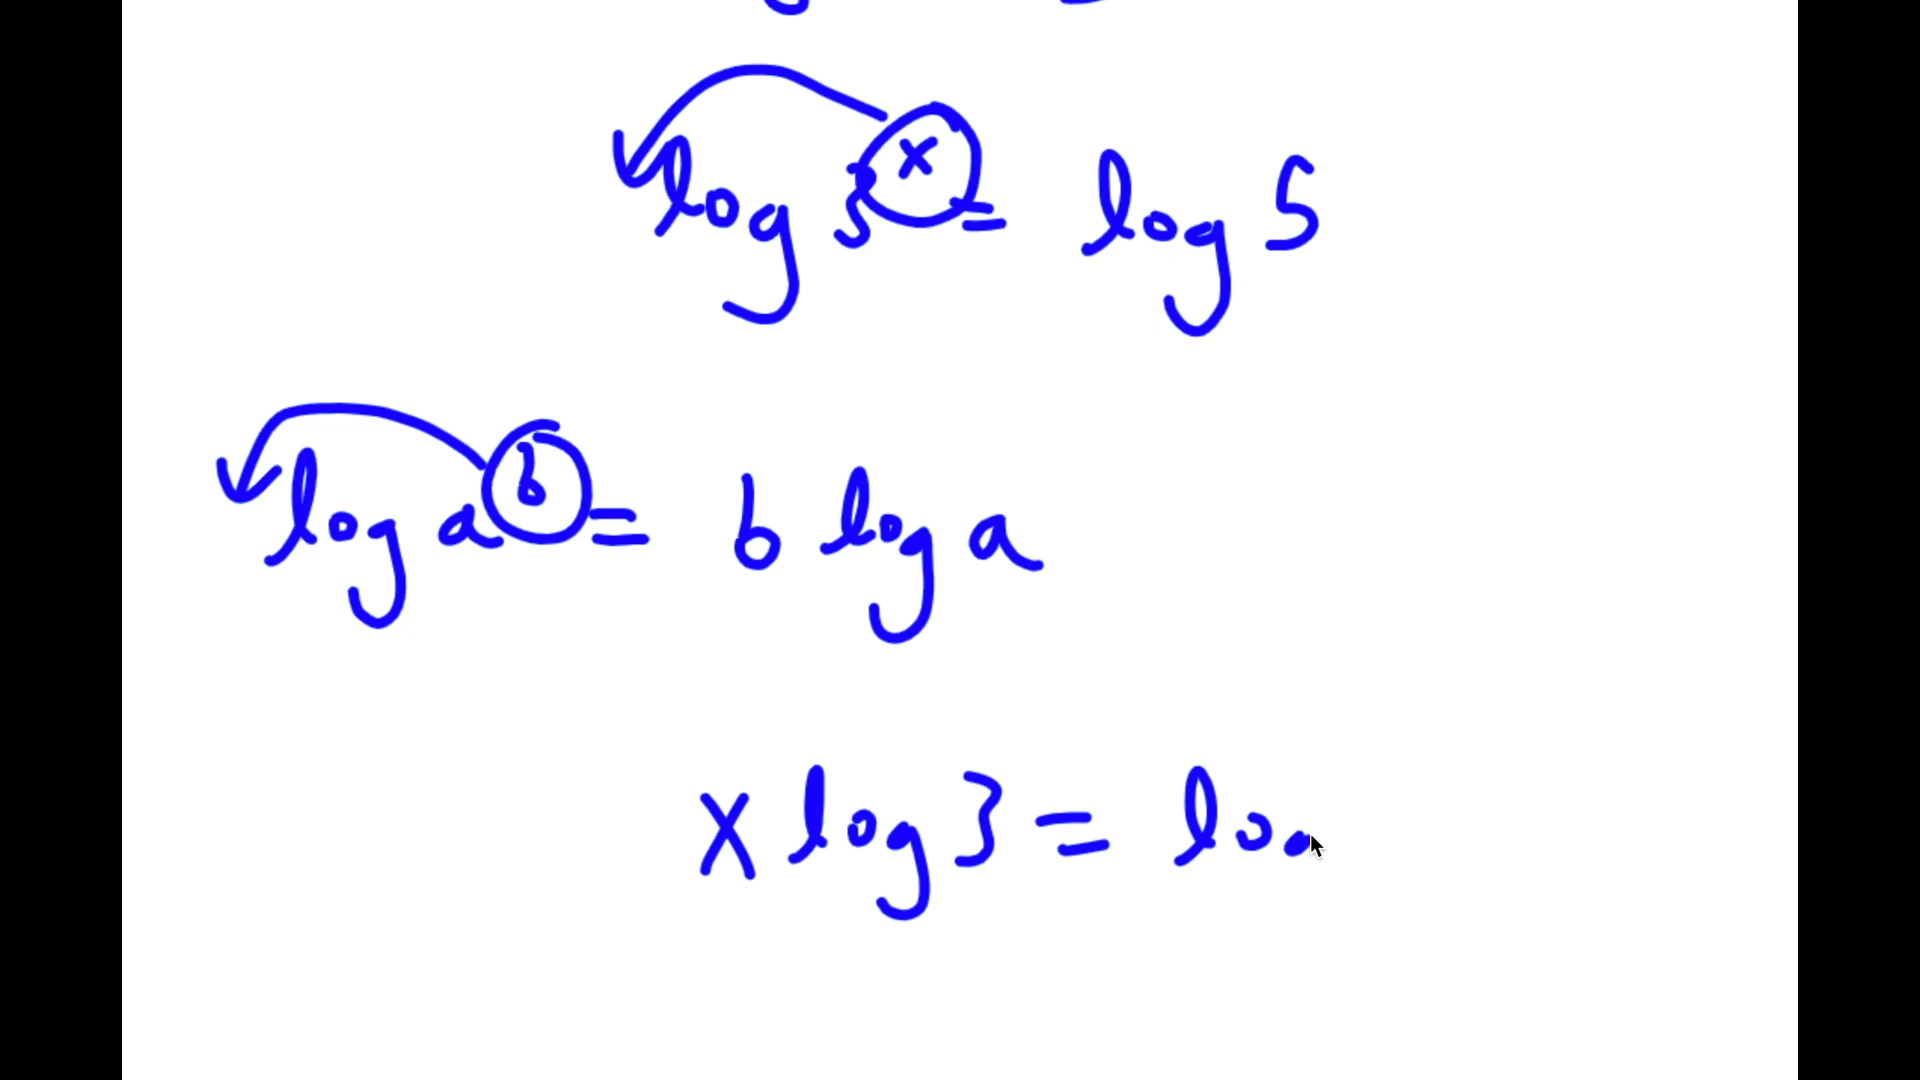 log 3^x = log 5
log a^b = b log a
x log 3 = lo